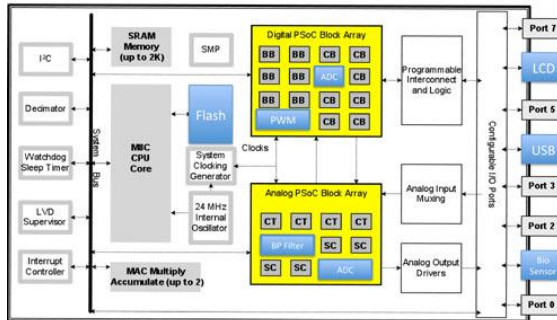 I²C
Decimator
Watchdog
Sleep Timer
LVD
Supervisor
Interrupt
Controller
System Bus
SRAM
Memory
(up to 2K)
SMP
M8C
CPU
Core
Flash
System
Clocking
Generator
24 MHz
Internal
Oscillator
MAC Multiply
Accumulate (up to 2)
Clocks
Digital PSoC Block Array
BB BB CB CB
BB BB ADC CB
BB BB CB CB
PWM CB CB
Analog PSoC Block Array
CT CT CT CT
BP Filter SC SC
SC SC ADC
Programmable
Interconnect
and Logic
Analog Input
Muxing
Analog Output
Drivers
Configurable I/O Ports
Port 7
LCD
Port 5
USB
Port 3
Port 2
Bio
Sensor
Port 0